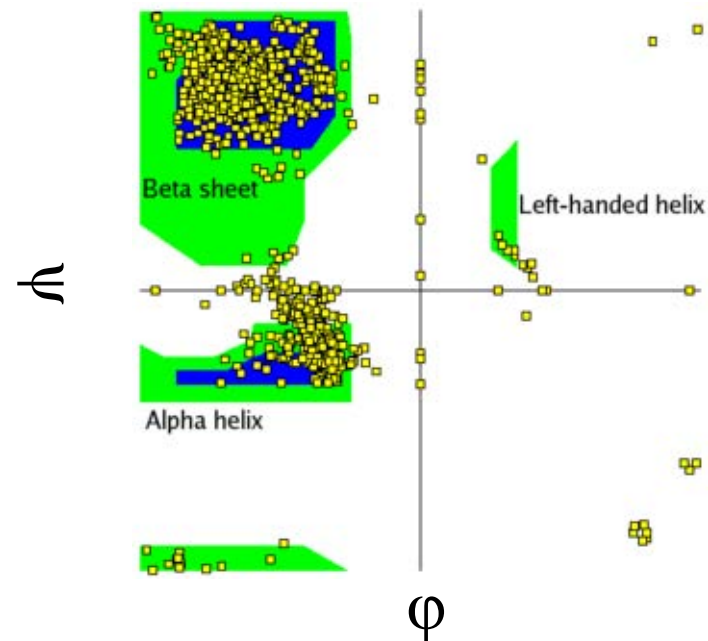 Beta sheet
Left-handed helix
ψ
Alpha helix
φ